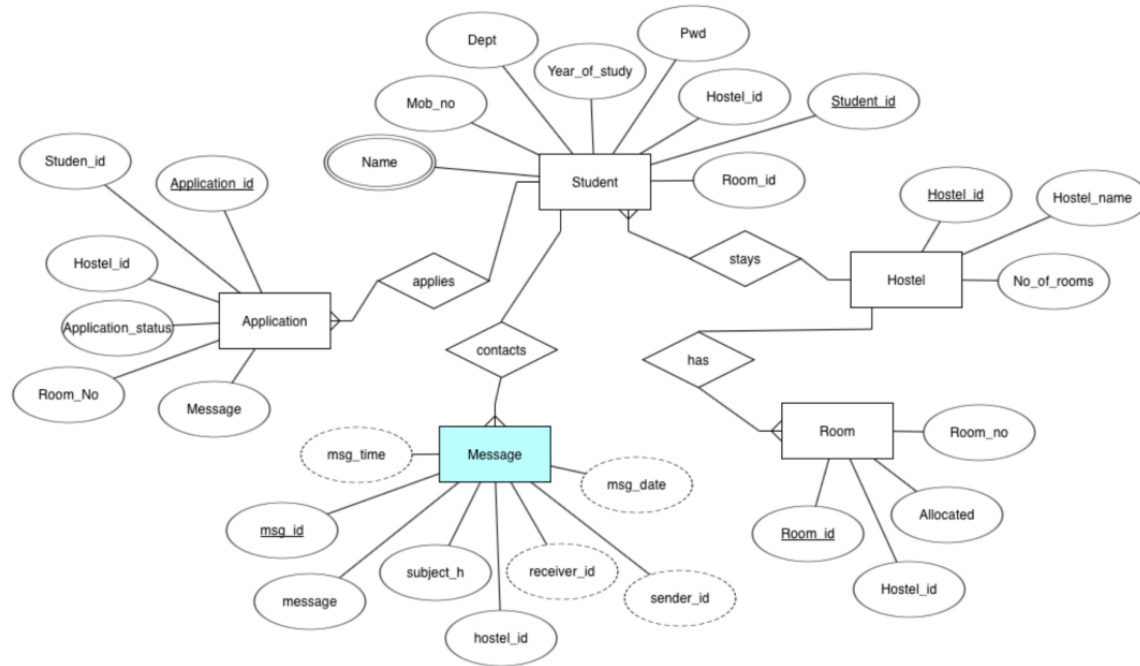 Dept
Pwd
Year_of_study
Mob_no
Hostel_id
Student_id
Name
Student
Room_id
Studen_id
Application_id
Hostel_id
Hostel_name
Hostel_id
applies
stays
Hostel
No_of_rooms
Application_status
Application
contacts
has
Room_No
Message
Room
Room_no
msg_time
Message
msg_date
Allocated
msg_id
Room_id
subject_h
receiver_id
message
sender_id
Hostel_id
hostel_id